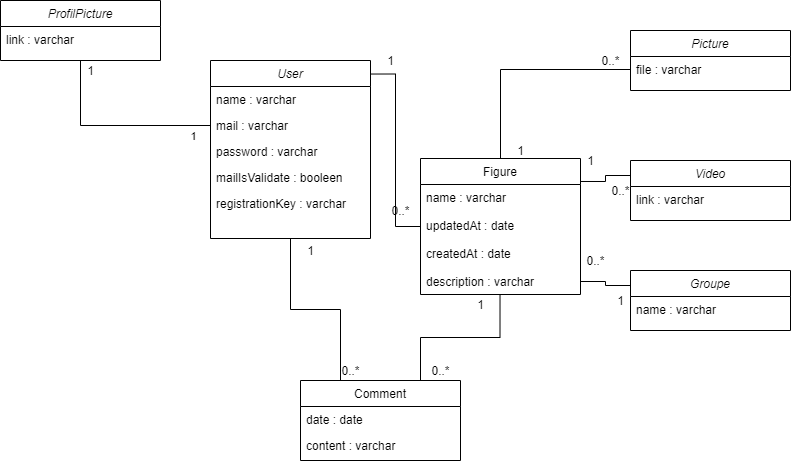 ProfilPicture
link : varchar
1
1
User
name : varchar
mail : varchar
password : varchar
mailIsValidate : booleen
registrationKey : varchar
1
0..*
1
Figure
name : varchar
updatedAt : date
createdAt : date
description : varchar
1
0..*
Picture
file : varchar
1
0..*
Video
link : varchar
0..*
1
Groupe
name : varchar
1
0..*
0..*
Comment
date : date
content : varchar